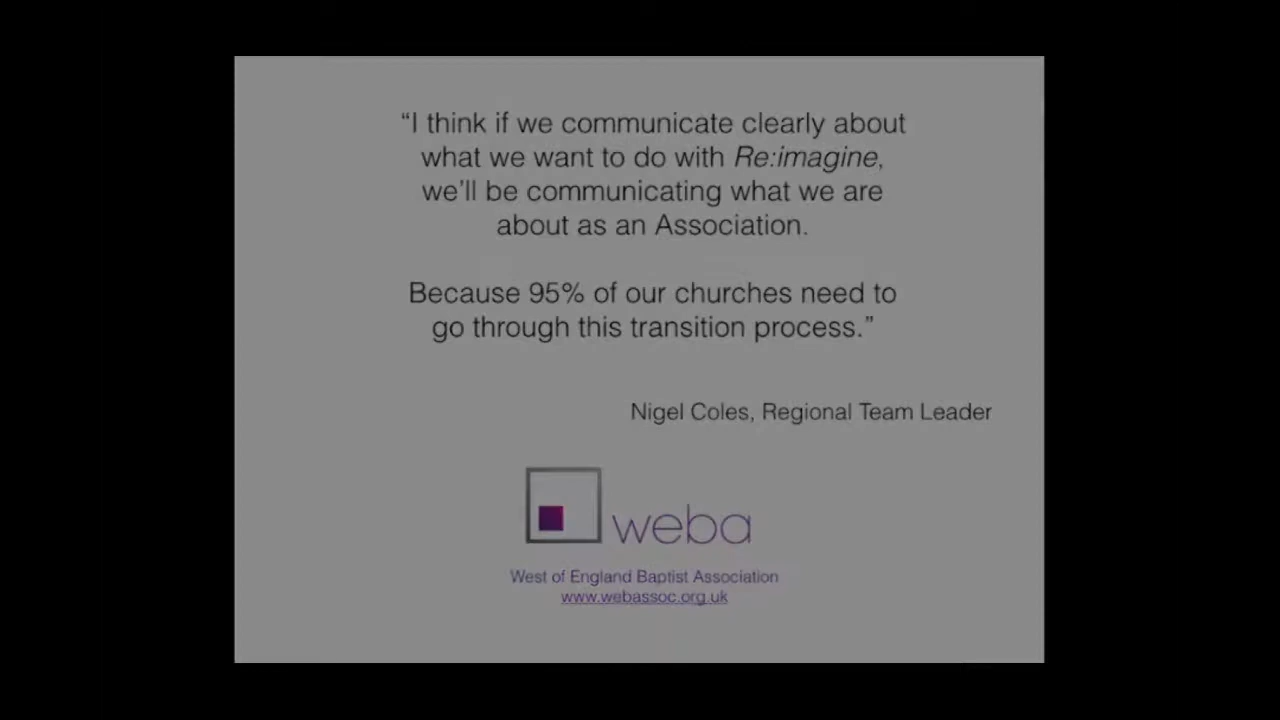 “I think if we communicate clearly about
what we want to do with Re:imagine,
we’ll be communicating what we are
about as an Association.
Because 95% of our churches need to
go through this transition process.”
Nigel Coles, Regional Team Leader
weba
West of England Baptist Association
www.webassoc.org.uk